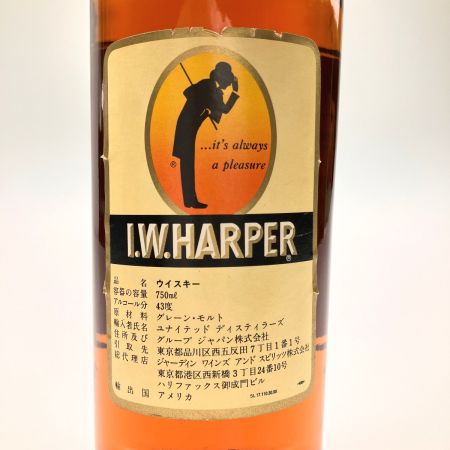 ...it's always
a pleasure
®
I.W.HARPER®
品 名 ウイスキー
容器の容量 750ml
アルコール分 43度
原 材 料 グレーン・モルト
輸入者氏名 ユナイテッド ディスティラーズ
住所及び グループ ジャパン株式会社
引 取 先 東京都品川区西五反田7丁目1番1号
総代理店 ジャーディン ワインズ アンド スピリッツ株式会社
東京都港区西新橋3丁目24番10号
ハリファックス御成門ビル
輸 出 国 アメリカ